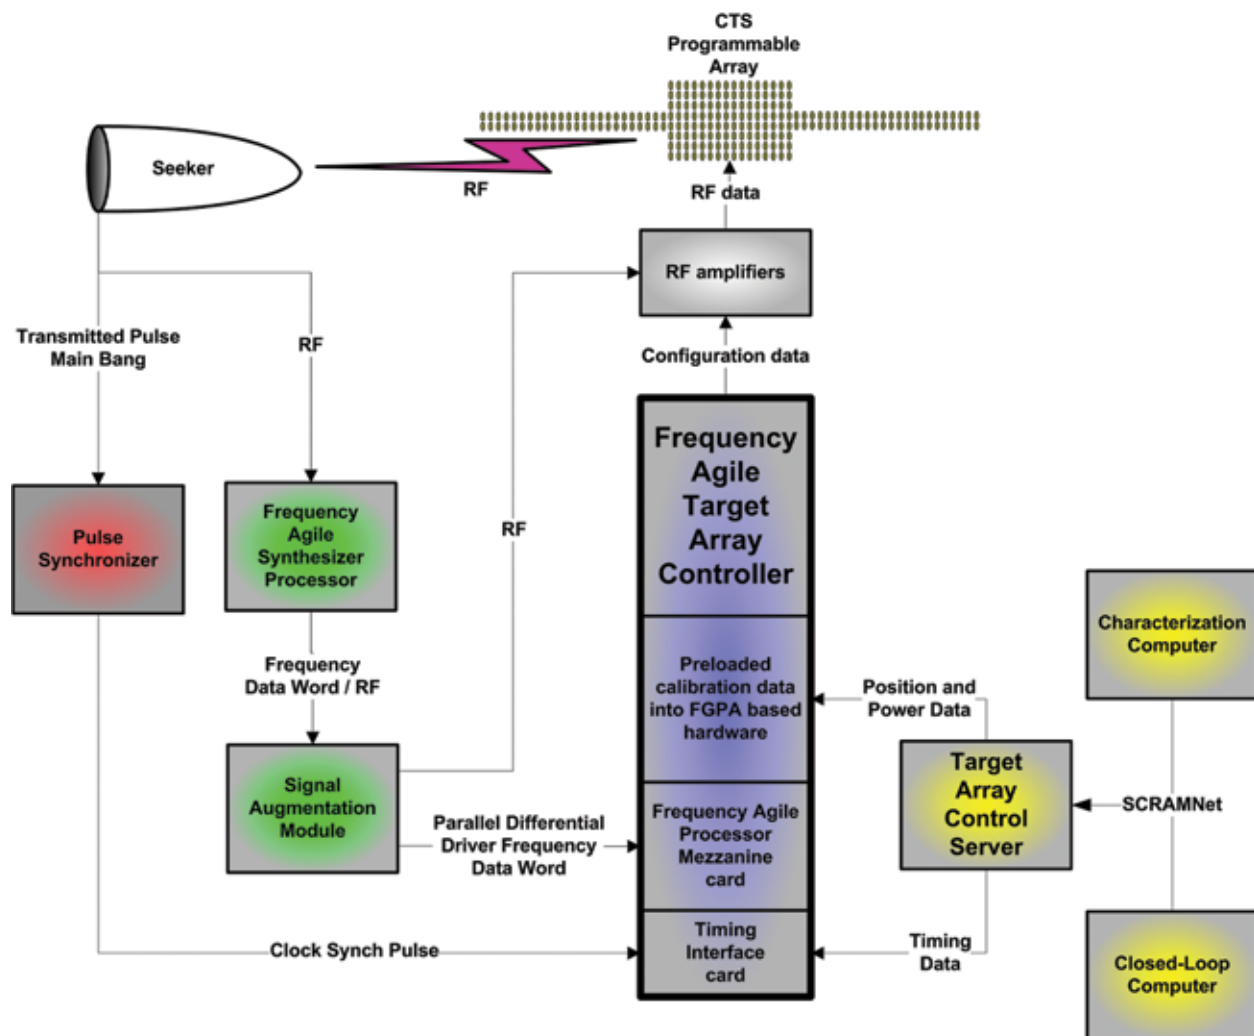 CTS
Programmable
Array
Seeker
RF
RF data
RF amplifiers
Transmitted Pulse
Main Bang
RF
Configuration data
Frequency
Agile
Target
Array
Controller
Pulse
Synchronizer
Frequency
Agile
Synthesizer
Processor
RF
Characterization
Computer
Frequency
Data Word / RF
Preloaded
calibration data
into FGPA based
hardware
Position and
Power Data
Signal
Augmentation
Module
Target
Array
Control
Server
SCRAMNet
Parallel Differential
Driver Frequency
Data Word
Frequency Agile
Processor
Mezzanine
card
Clock Synch Pulse
Timing
Interface
card
Timing
Data
Closed-Loop
Computer